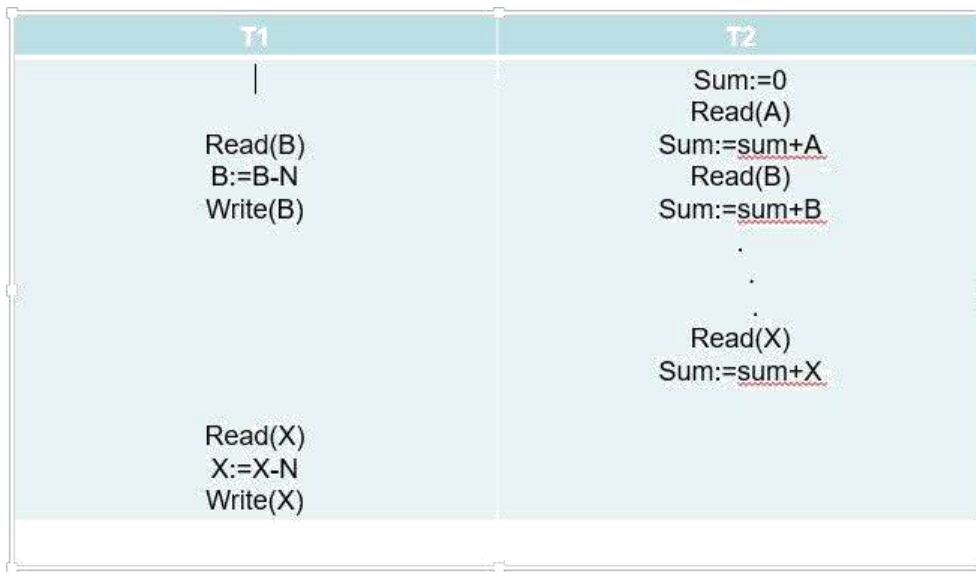 T1 T2
Sum:=0
Read(A)
Read(B) Sum:=sum+A
B:=B-N Read(B)
Write(B) Sum:=sum+B
.
.
.
Read(X)
Sum:=sum+X
Read(X)
X:=X-N
Write(X)